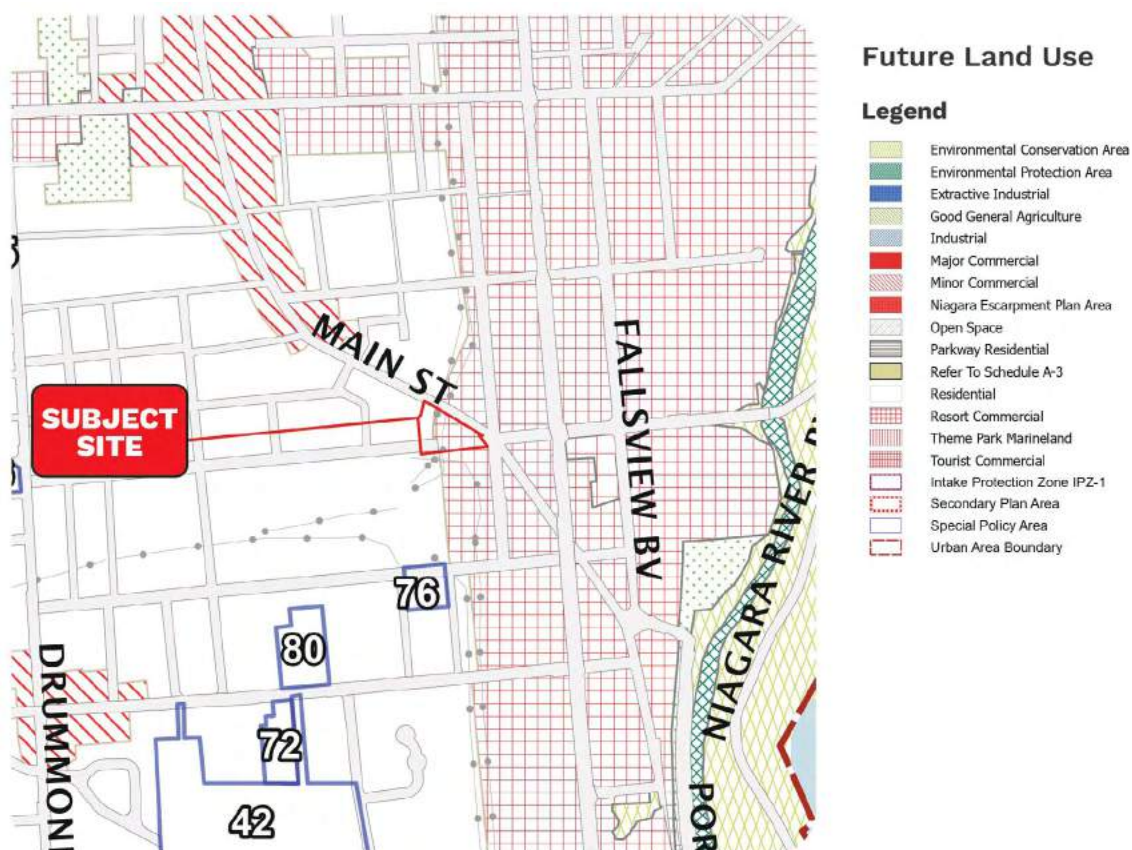 Future Land Use
Legend
Environmental Conservation Area
Environmental Protection Area
Extractive Industrial
Good General Agriculture
Industrial
Major Commercial
Minor Commercial
Niagara Escarpment Plan Area
Open Space
Parkway Residential
Refer To Schedule A-3
Residential
Resort Commercial
Theme Park Marineland
Tourist Commercial
Intake Protection Zone IPZ-1
Secondary Plan Area
Special Policy Area
Urban Area Boundary
MAIN ST
FALLSVIEW BV
SUBJECT
SITE
NIAGARA RIVER
76
80
72
42
DRUMMON
POR